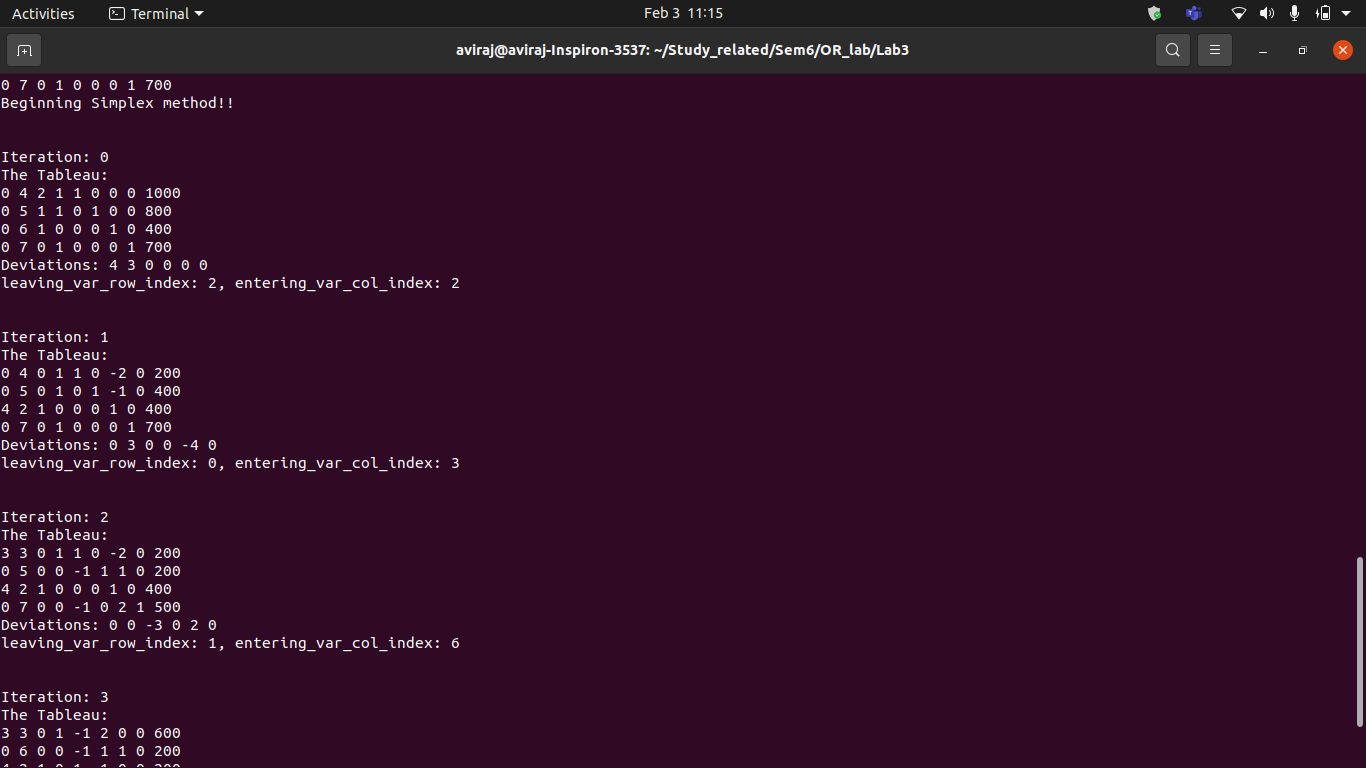 Activities Terminal Feb 3 11:15
aviraj@aviraj-Inspiron-3537: ~/Study_related/Sem6/OR_lab/Lab3
0 7 0 1 0 0 0 1 700
Beginning Simplex method!!
Iteration: 0
The Tableau:
0 4 2 1 1 0 0 0 1000
0 5 1 1 0 1 0 0 800
0 6 1 0 0 0 1 0 400
0 7 0 1 0 0 0 1 700
Deviations: 4 3 0 0 0 0
leaving_var_row_index: 2, entering_var_col_index: 2
Iteration: 1
The Tableau:
0 4 0 1 1 0 -2 0 200
0 5 0 1 0 1 -1 0 400
4 2 1 0 0 0 1 0 400
0 7 0 1 0 0 0 1 700
Deviations: 0 3 0 0 -4 0
leaving_var_row_index: 0, entering_var_col_index: 3
Iteration: 2
The Tableau:
3 3 0 1 1 0 -2 0 200
0 5 0 0 -1 1 1 0 200
4 2 1 0 0 0 1 0 400
0 7 0 0 -1 0 2 1 500
Deviations: 0 0 -3 0 2 0
leaving_var_row_index: 1, entering_var_col_index: 6
Iteration: 3
The Tableau:
3 3 0 1 -1 2 0 0 600
0 6 0 0 -1 1 1 0 200